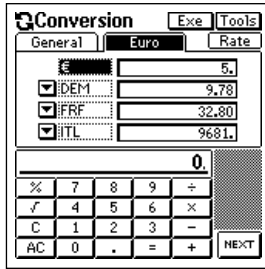 Conversion Exe Tools
General Euro Rate
€ 5.
DEM 9.78
FRF 32.80
ITL 9681.
0.
% 7 8 9 ÷
√ 4 5 6 ×
C 1 2 3 −
AC 0 . = + NEXT